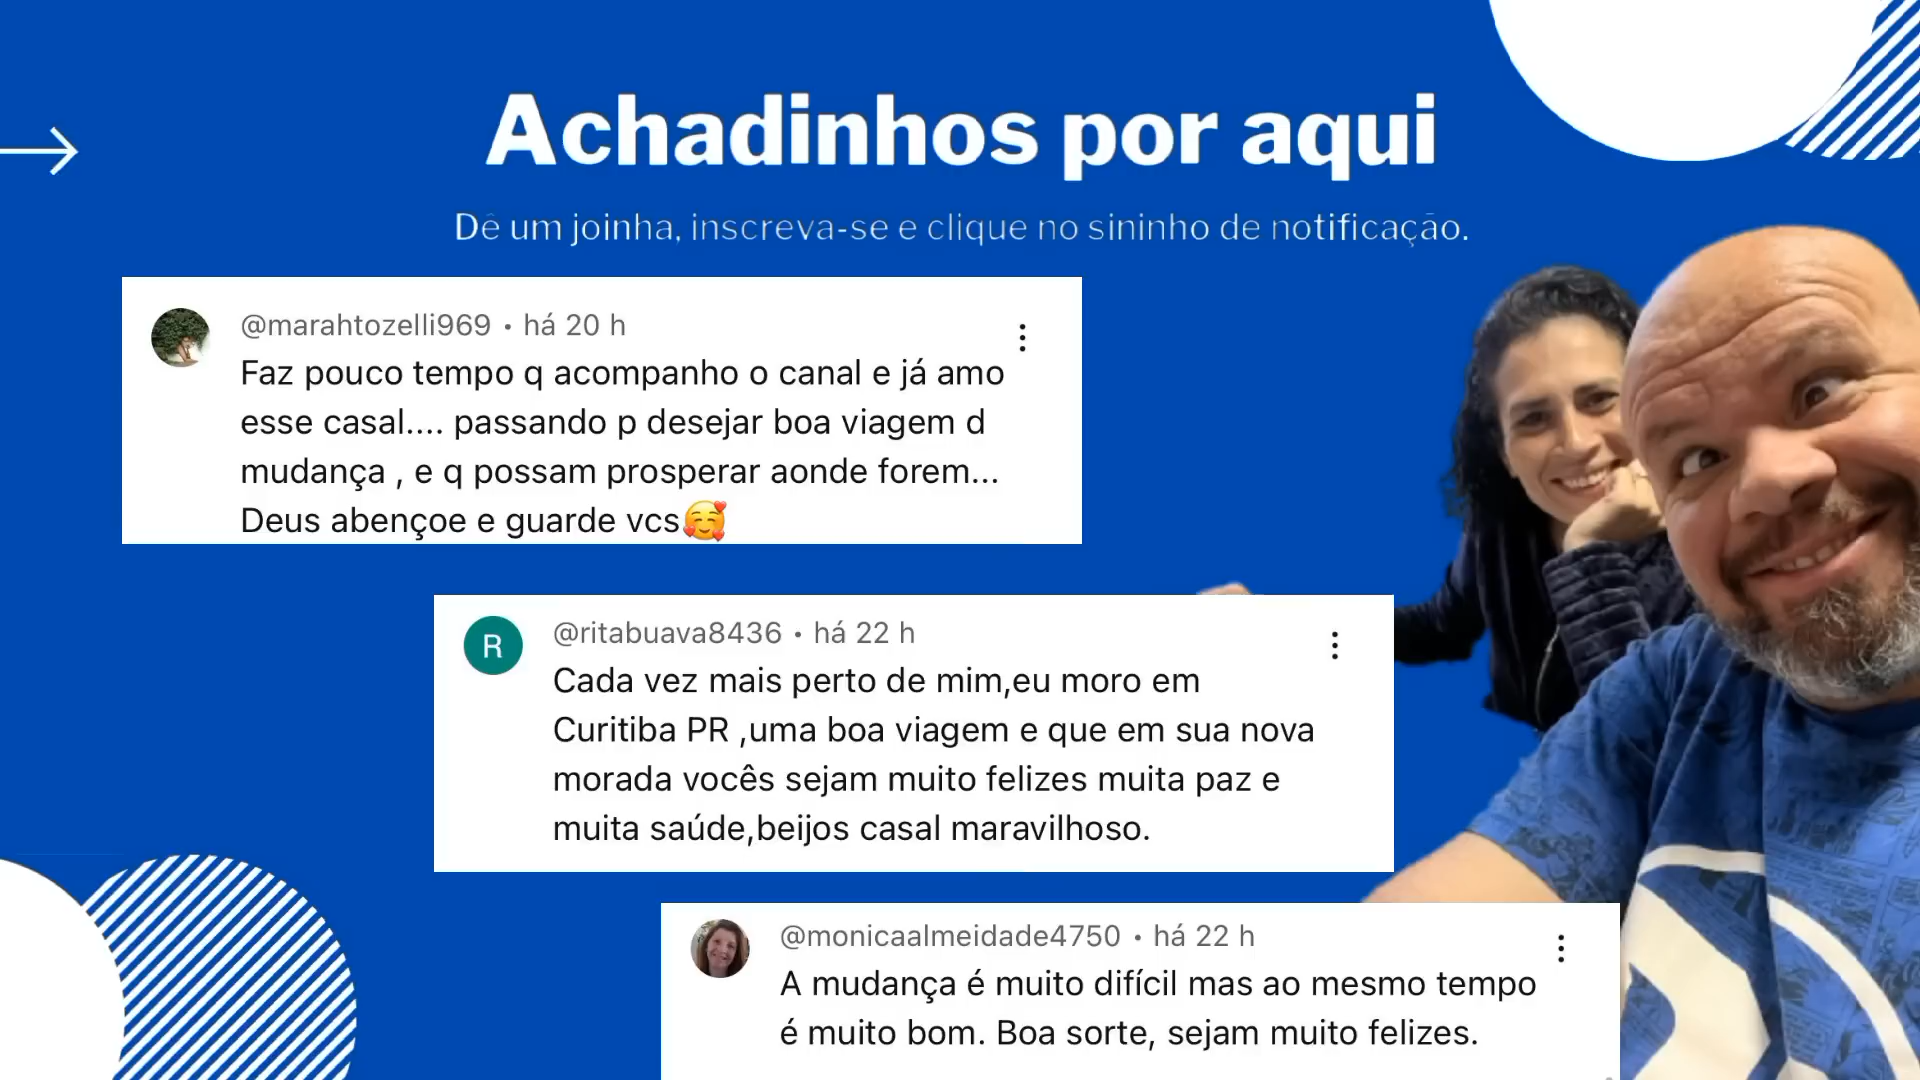 Achadinhos por aqui
Dê um joinha, inscreva-se e clique no sininho de notificação.
@marahtozelli969 • há 20 h
Faz pouco tempo q acompanho o canal e já amo
esse casal.... passando p desejar boa viagem d
mudança , e q possam prosperar aonde forem...
Deus abençoe e guarde vcs🥰
R
@ritabuava8436 • há 22 h
Cada vez mais perto de mim,eu moro em
Curitiba PR ,uma boa viagem e que em sua nova
morada vocês sejam muito felizes muita paz e
muita saúde,beijos casal maravilhoso.
@monicaalmeidade4750 • há 22 h
A mudança é muito difícil mas ao mesmo tempo
é muito bom. Boa sorte, sejam muito felizes.